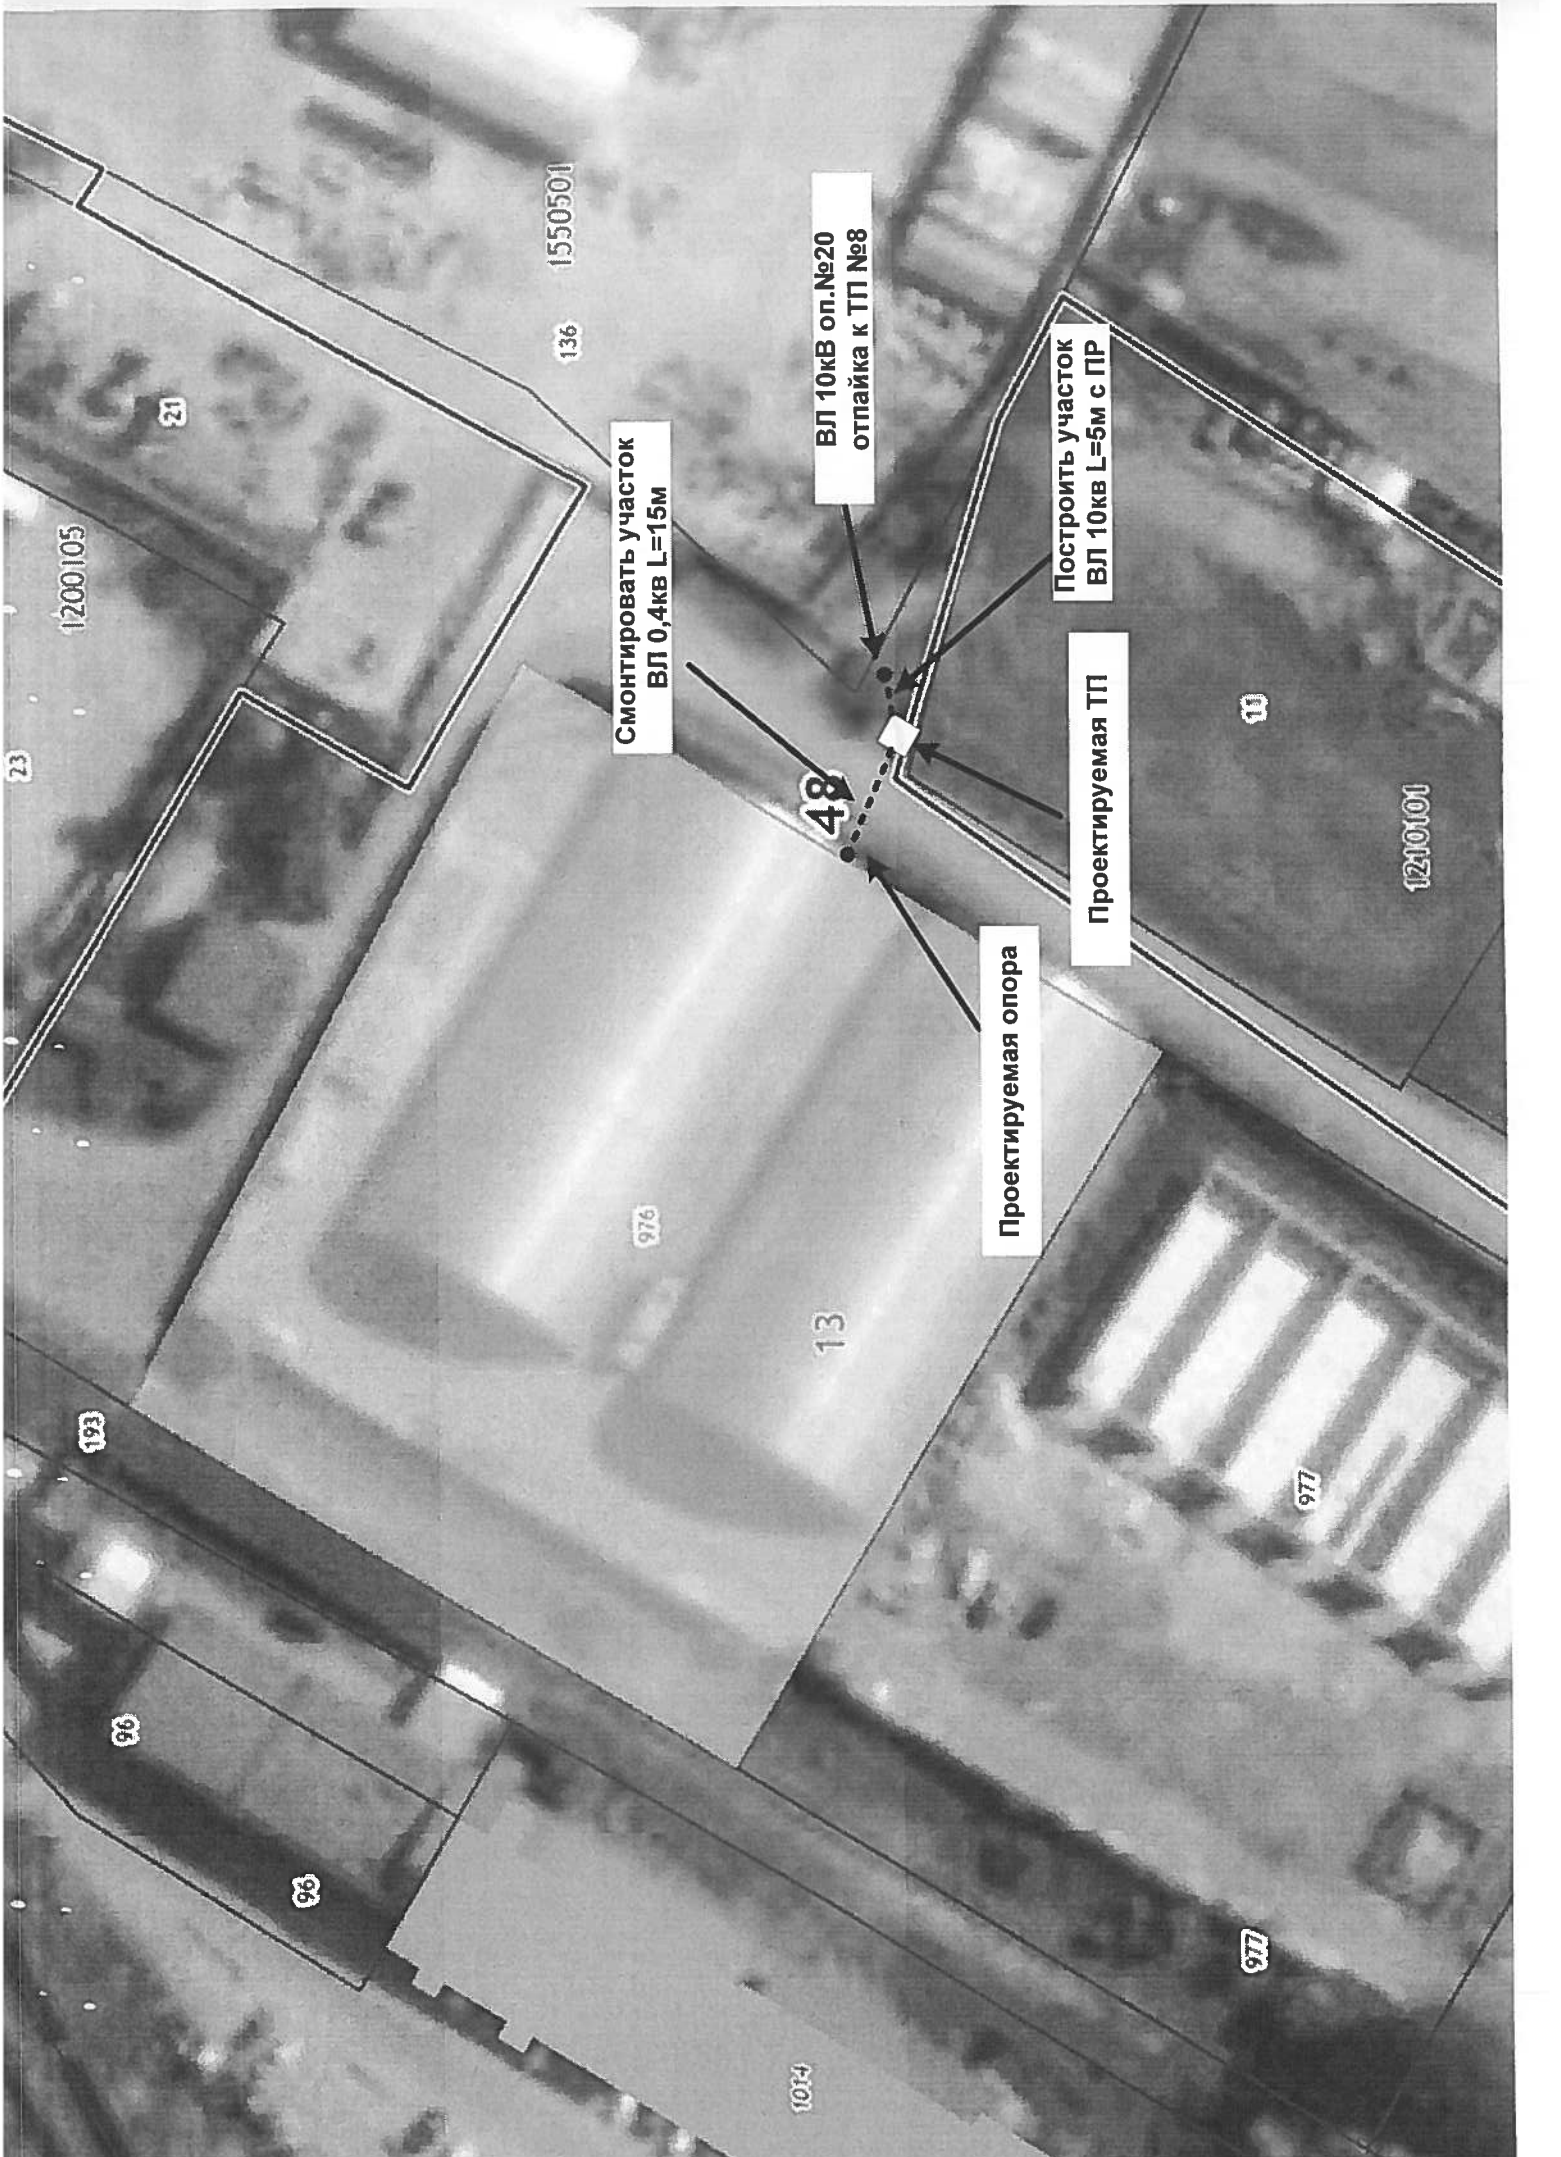 1200105
23
21
1550501
136
ВЛ 10кВ оп.№20
отпайка к ТП №8
Смонтировать участок
ВЛ 0,4кв L=15м
Построить участок
ВЛ 10кв L=5м с ПР
48
Проектируемая ТП
11
1210101
Проектируемая опора
976
13
193
96
96
977
977
1014